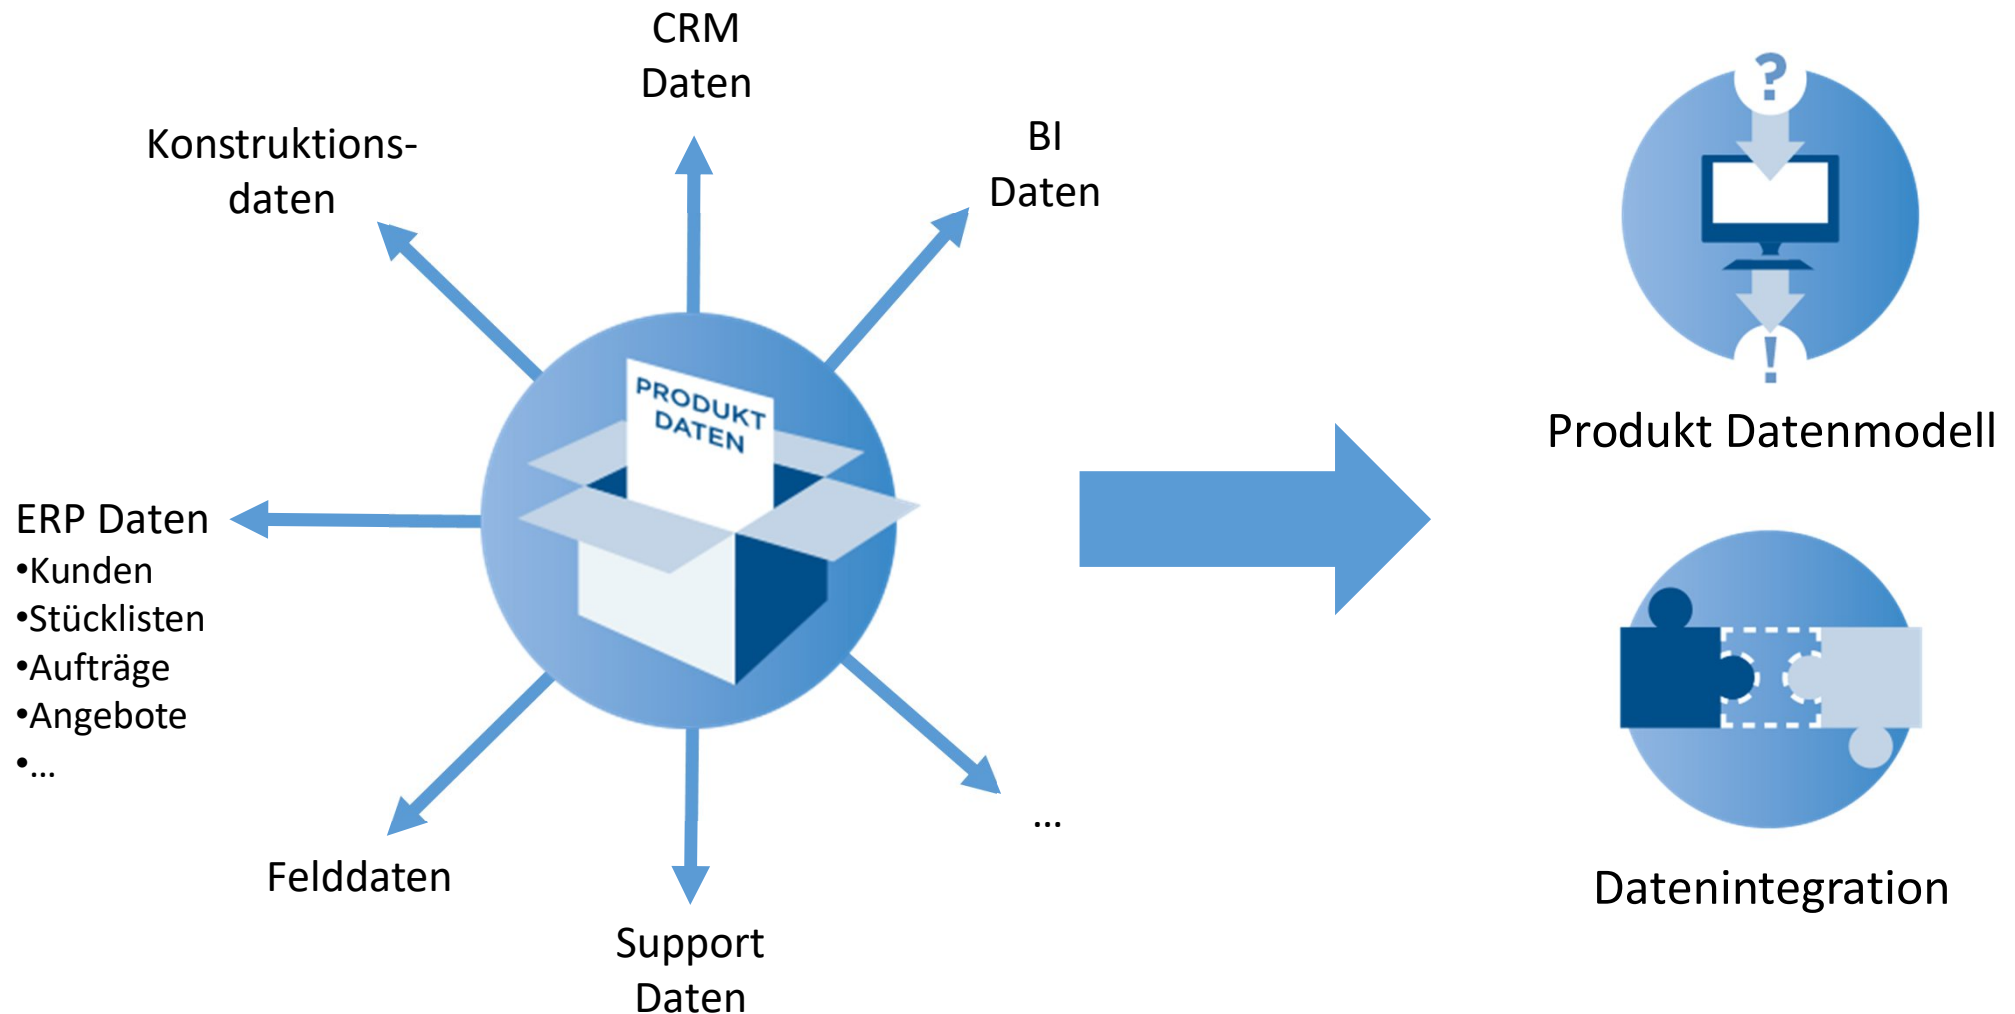 CRM
Daten
BI
Daten
Konstruktions-
daten
PRODUKT
DATEN
ERP Daten
•Kunden
•Stücklisten
•Aufträge
•Angebote
•...
Felddaten
Support
Daten
...
?
!
Produkt Datenmodell
Datenintegration